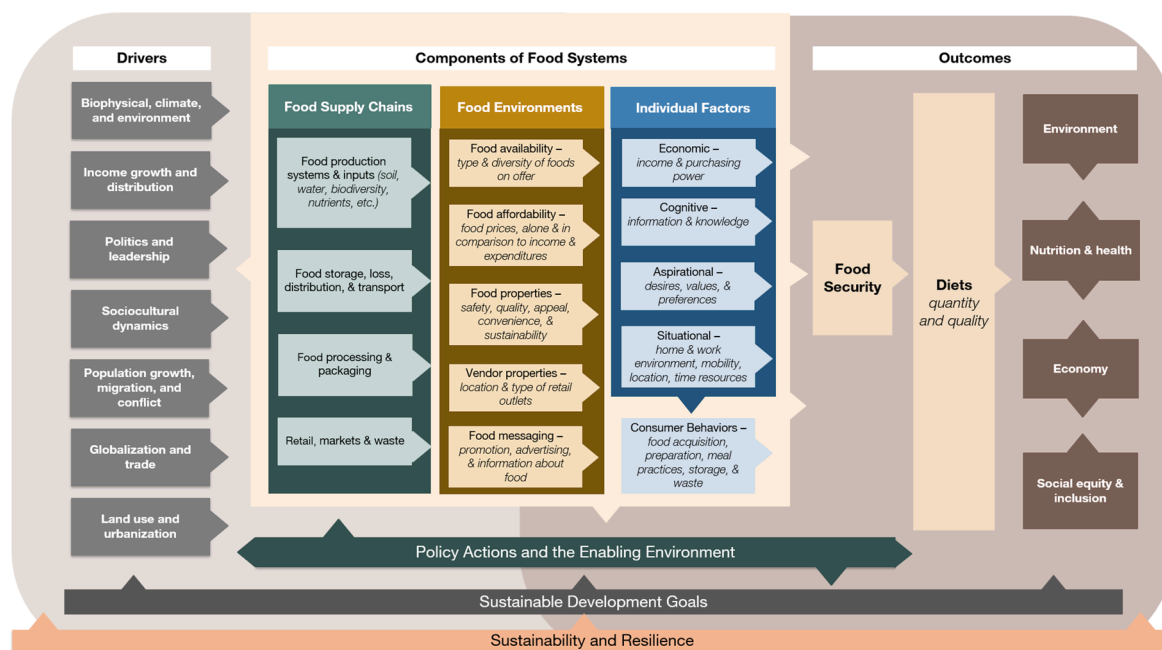 Drivers
Biophysical, climate,
and environment
Income growth and
distribution
Politics and
leadership
Sociocultural
dynamics
Population growth,
migration, and
conflict
Globalization and
trade
Land use and
urbanization
Components of Food Systems
Food Supply Chains
Food production
systems & inputs (soil,
water, biodiversity,
nutrients, etc.)
Food storage, loss,
distribution, & transport
Food processing &
packaging
Retail, markets & waste
Food Environments
Food availability –
type & diversity of foods
on offer
Food affordability –
food prices, alone & in
comparison to income &
expenditures
Food properties –
safety, quality, appeal,
convenience, &
sustainability
Vendor properties –
location & type of retail
outlets
Food messaging –
promotion, advertising,
& information about
food
Individual Factors
Economic –
income & purchasing
power
Cognitive –
information & knowledge
Aspirational –
desires, values, &
preferences
Situational –
home & work
environment, mobility,
location, time resources
Consumer Behaviors –
food acquisition,
preparation, meal
practices, storage, &
waste
Outcomes
Food
Security
Diets
quantity
and quality
Environment
Nutrition & health
Economy
Social equity &
inclusion
Policy Actions and the Enabling Environment
Sustainable Development Goals
Sustainability and Resilience